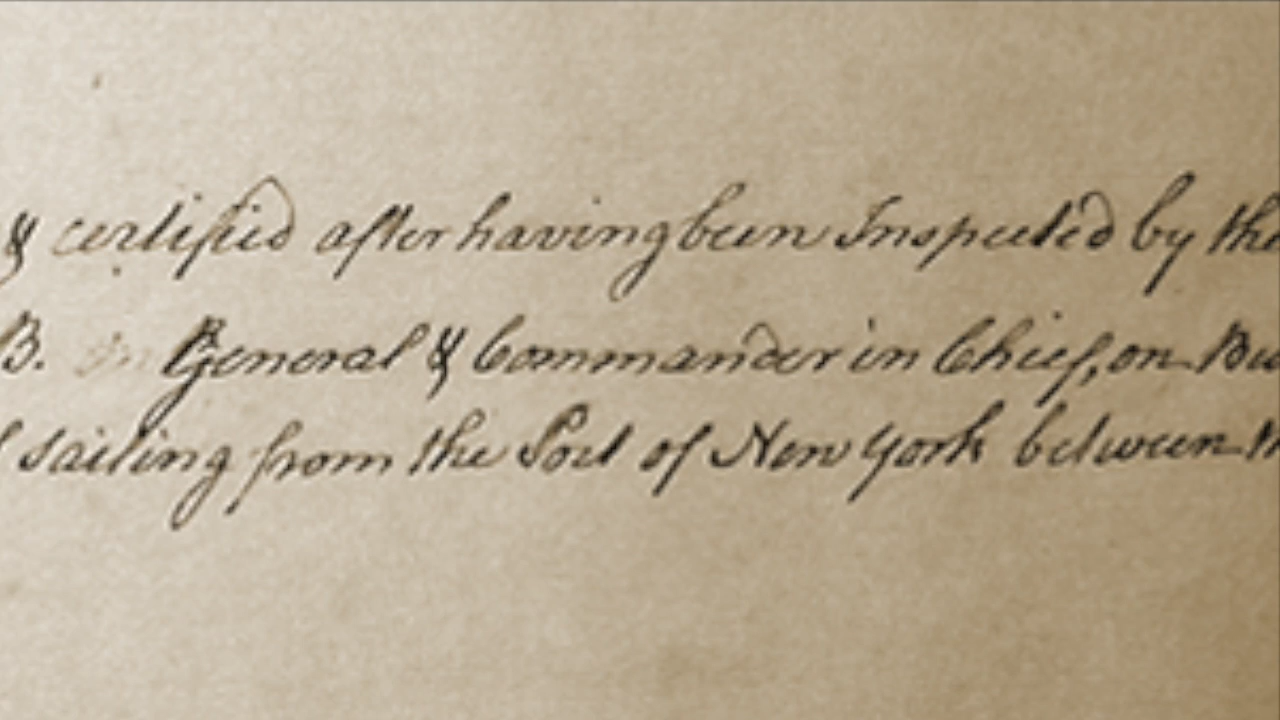 & certified after having been Inspected by the
B. General & Commander in Chief, on
sailing from the Port of New York between